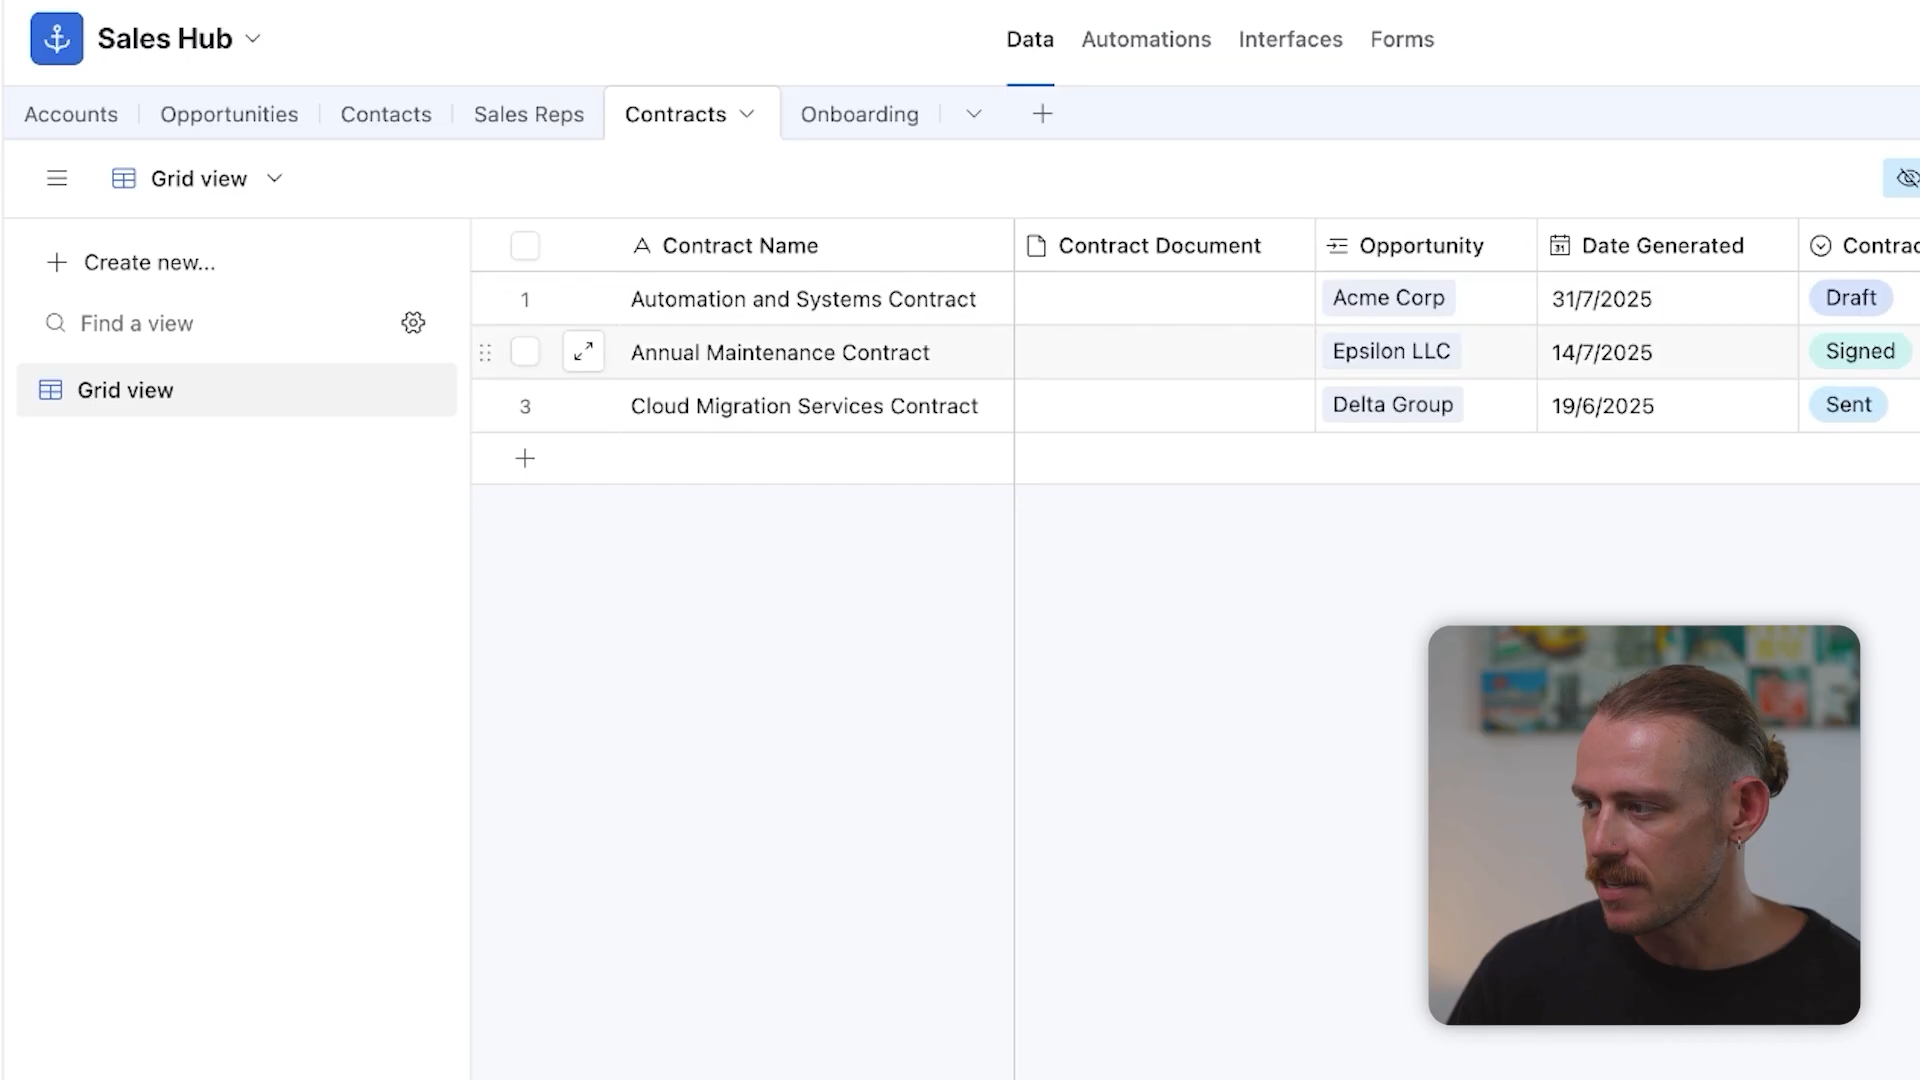 Sales Hub
Data Automations Interfaces Forms
Accounts Opportunities Contacts Sales Reps Contracts Onboarding
Grid view
Create new...
Find a view
Grid view
Contract Name Contract Document Opportunity Date Generated Contrac
1 Automation and Systems Contract Acme Corp 31/7/2025 Draft
Annual Maintenance Contract Epsilon LLC 14/7/2025 Signed
3 Cloud Migration Services Contract Delta Group 19/6/2025 Sent